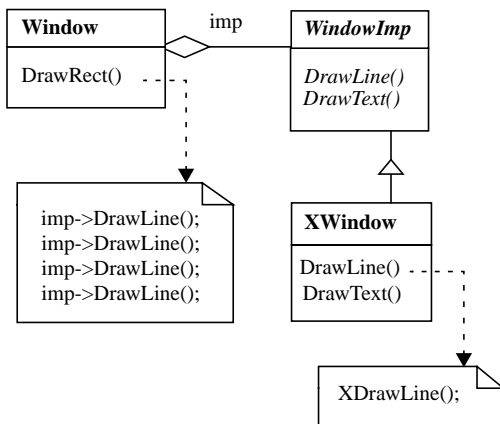 Window
DrawRect()
imp
WindowImp
DrawLine()
DrawText()
imp->DrawLine();
imp->DrawLine();
imp->DrawLine();
imp->DrawLine();
XWindow
DrawLine()
DrawText()
XDrawLine();